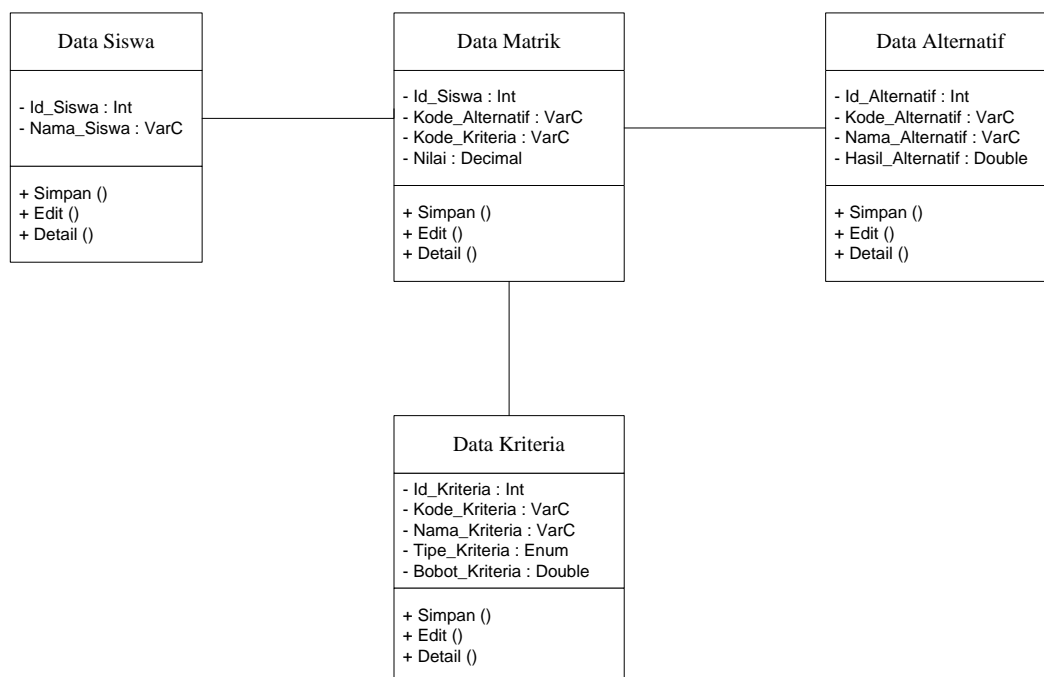 Data Siswa
- Id_Siswa : Int
- Nama_Siswa : VarC
+ Simpan ()
+ Edit ()
+ Detail ()
Data Matrik
- Id_Siswa : Int
- Kode_Alternatif : VarC
- Kode_Kriteria : VarC
- Nilai : Decimal
+ Simpan ()
+ Edit ()
+ Detail ()
Data Alternatif
- Id_Alternatif : Int
- Kode_Alternatif : VarC
- Nama_Alternatif : VarC
- Hasil_Alternatif : Double
+ Simpan ()
+ Edit ()
+ Detail ()
Data Kriteria
- Id_Kriteria : Int
- Kode_Kriteria : VarC
- Nama_Kriteria : VarC
- Tipe_Kriteria : Enum
- Bobot_Kriteria : Double
+ Simpan ()
+ Edit ()
+ Detail ()